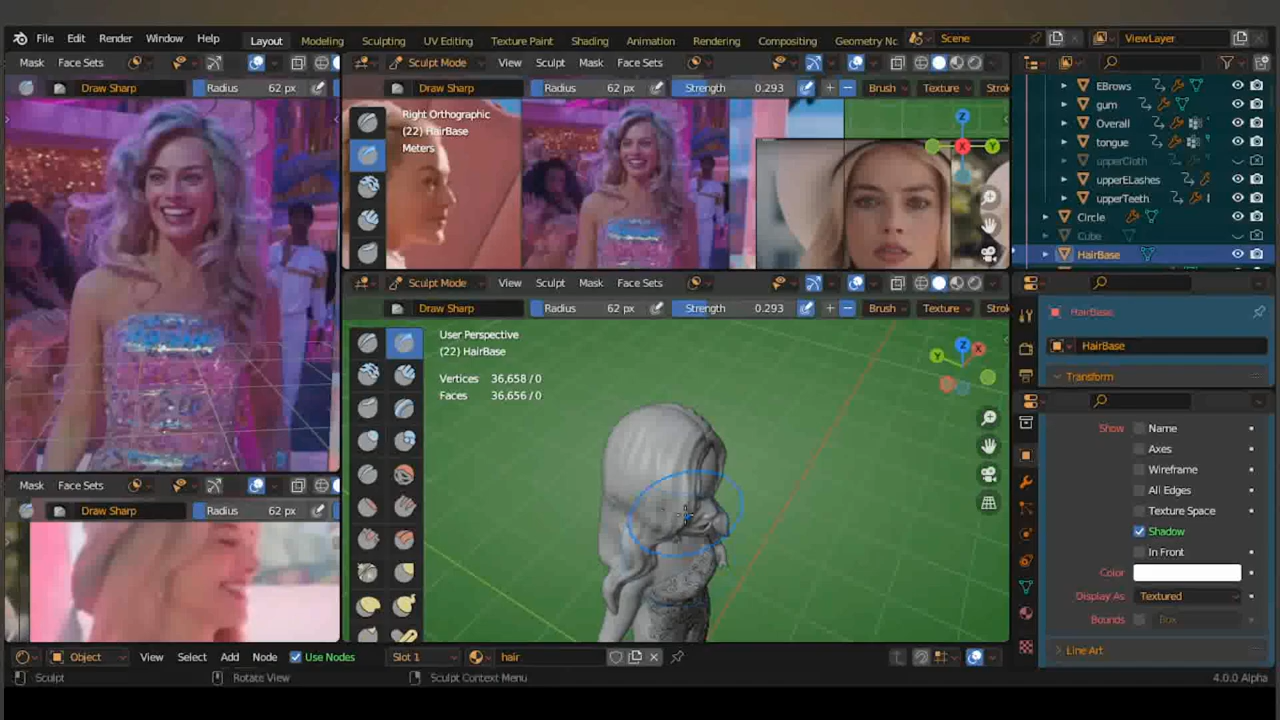 File Edit Render Window Help Layout Modeling Sculpting UV Editing Texture Paint Shading Animation Rendering Compositing Geometry Nc Scene ViewLayer
Mask Face Sets
Draw Sharp Radius 62 px
Sculpt Mode View Sculpt Mask Face Sets
Draw Sharp Radius 62 px Strength 0.293 Brush Texture Strok
Right Orthographic
(22) HairBase
Meters
Z
X
Y
EBrows
gum
Overall
tongue
upperCloth
upperELashes
upperTeeth
Circle
Cube
HairBase
Sculpt Mode View Sculpt Mask Face Sets
Draw Sharp Radius 62 px Strength 0.293 Brush Texture Strok
User Perspective
(22) HairBase
Vertices 36,658 / 0
Faces 36,656 / 0
Z
X
Y
HairBase
HairBase
Transform
Show Name
Axes
Wireframe
All Edges
Texture Space
Shadow
In Front
Color
Display As Textured
Bounds Box
Line Art
Mask Face Sets
Draw Sharp Radius 62 px
Object View Select Add Node Use Nodes Slot 1 hair
Sculpt Rotate View Sculpt Context Menu 4.0.0 Alpha